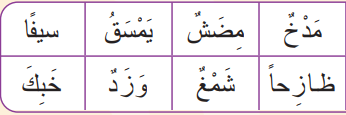 مَدْخٌ مِضَشٌ يَمْسَقُ سيفًا
ظازِحاً شَمْغٌ وَزَدٌ خَبِكَ